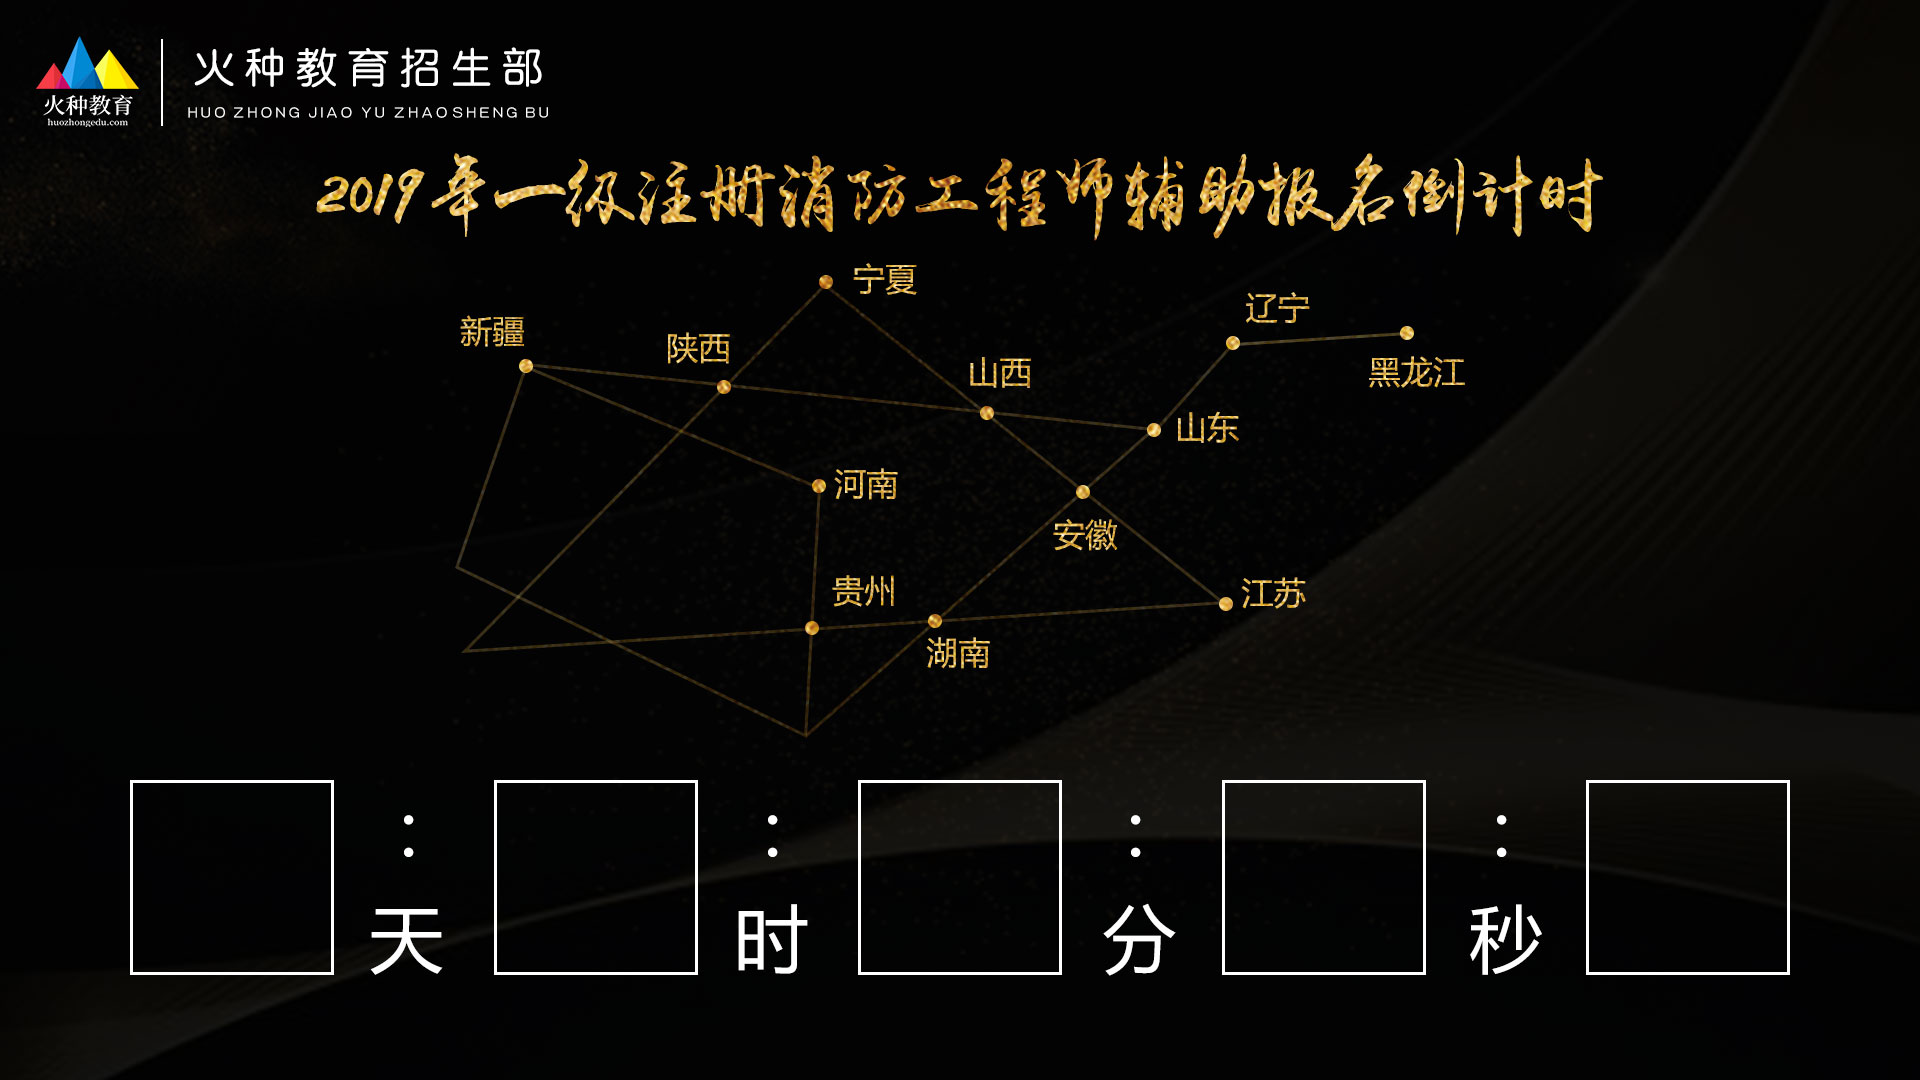 火种教育
huozhongedu.com
火种教育招生部
HUO ZHONG JIAO YU ZHAO SHENG BU
2019年一级注册消防工程师辅助报名倒计时
宁夏
辽宁
新疆
陕西
山西
黑龙江
山东
河南
安徽
贵州
江苏
湖南
: : : :
天 时 分 秒